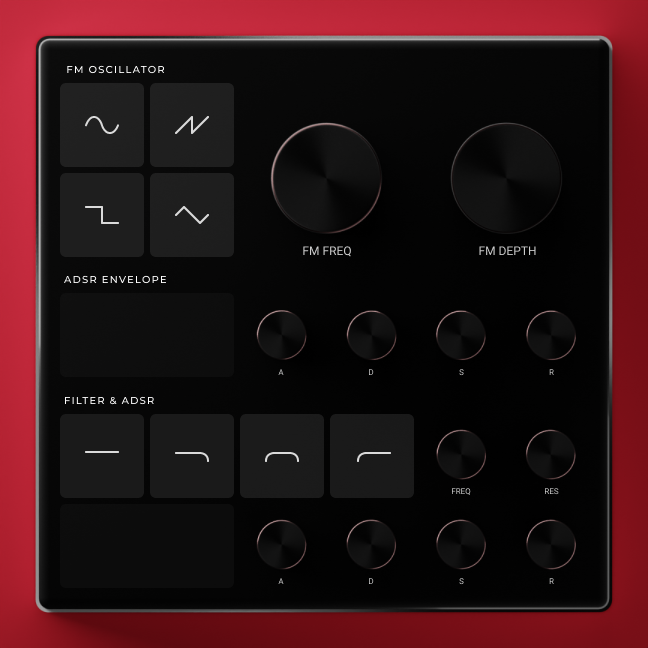 FM OSCILLATOR
FM FREQ
FM DEPTH
ADSR ENVELOPE
A
D
S
R
FILTER & ADSR
FREQ
RES
A
D
S
R